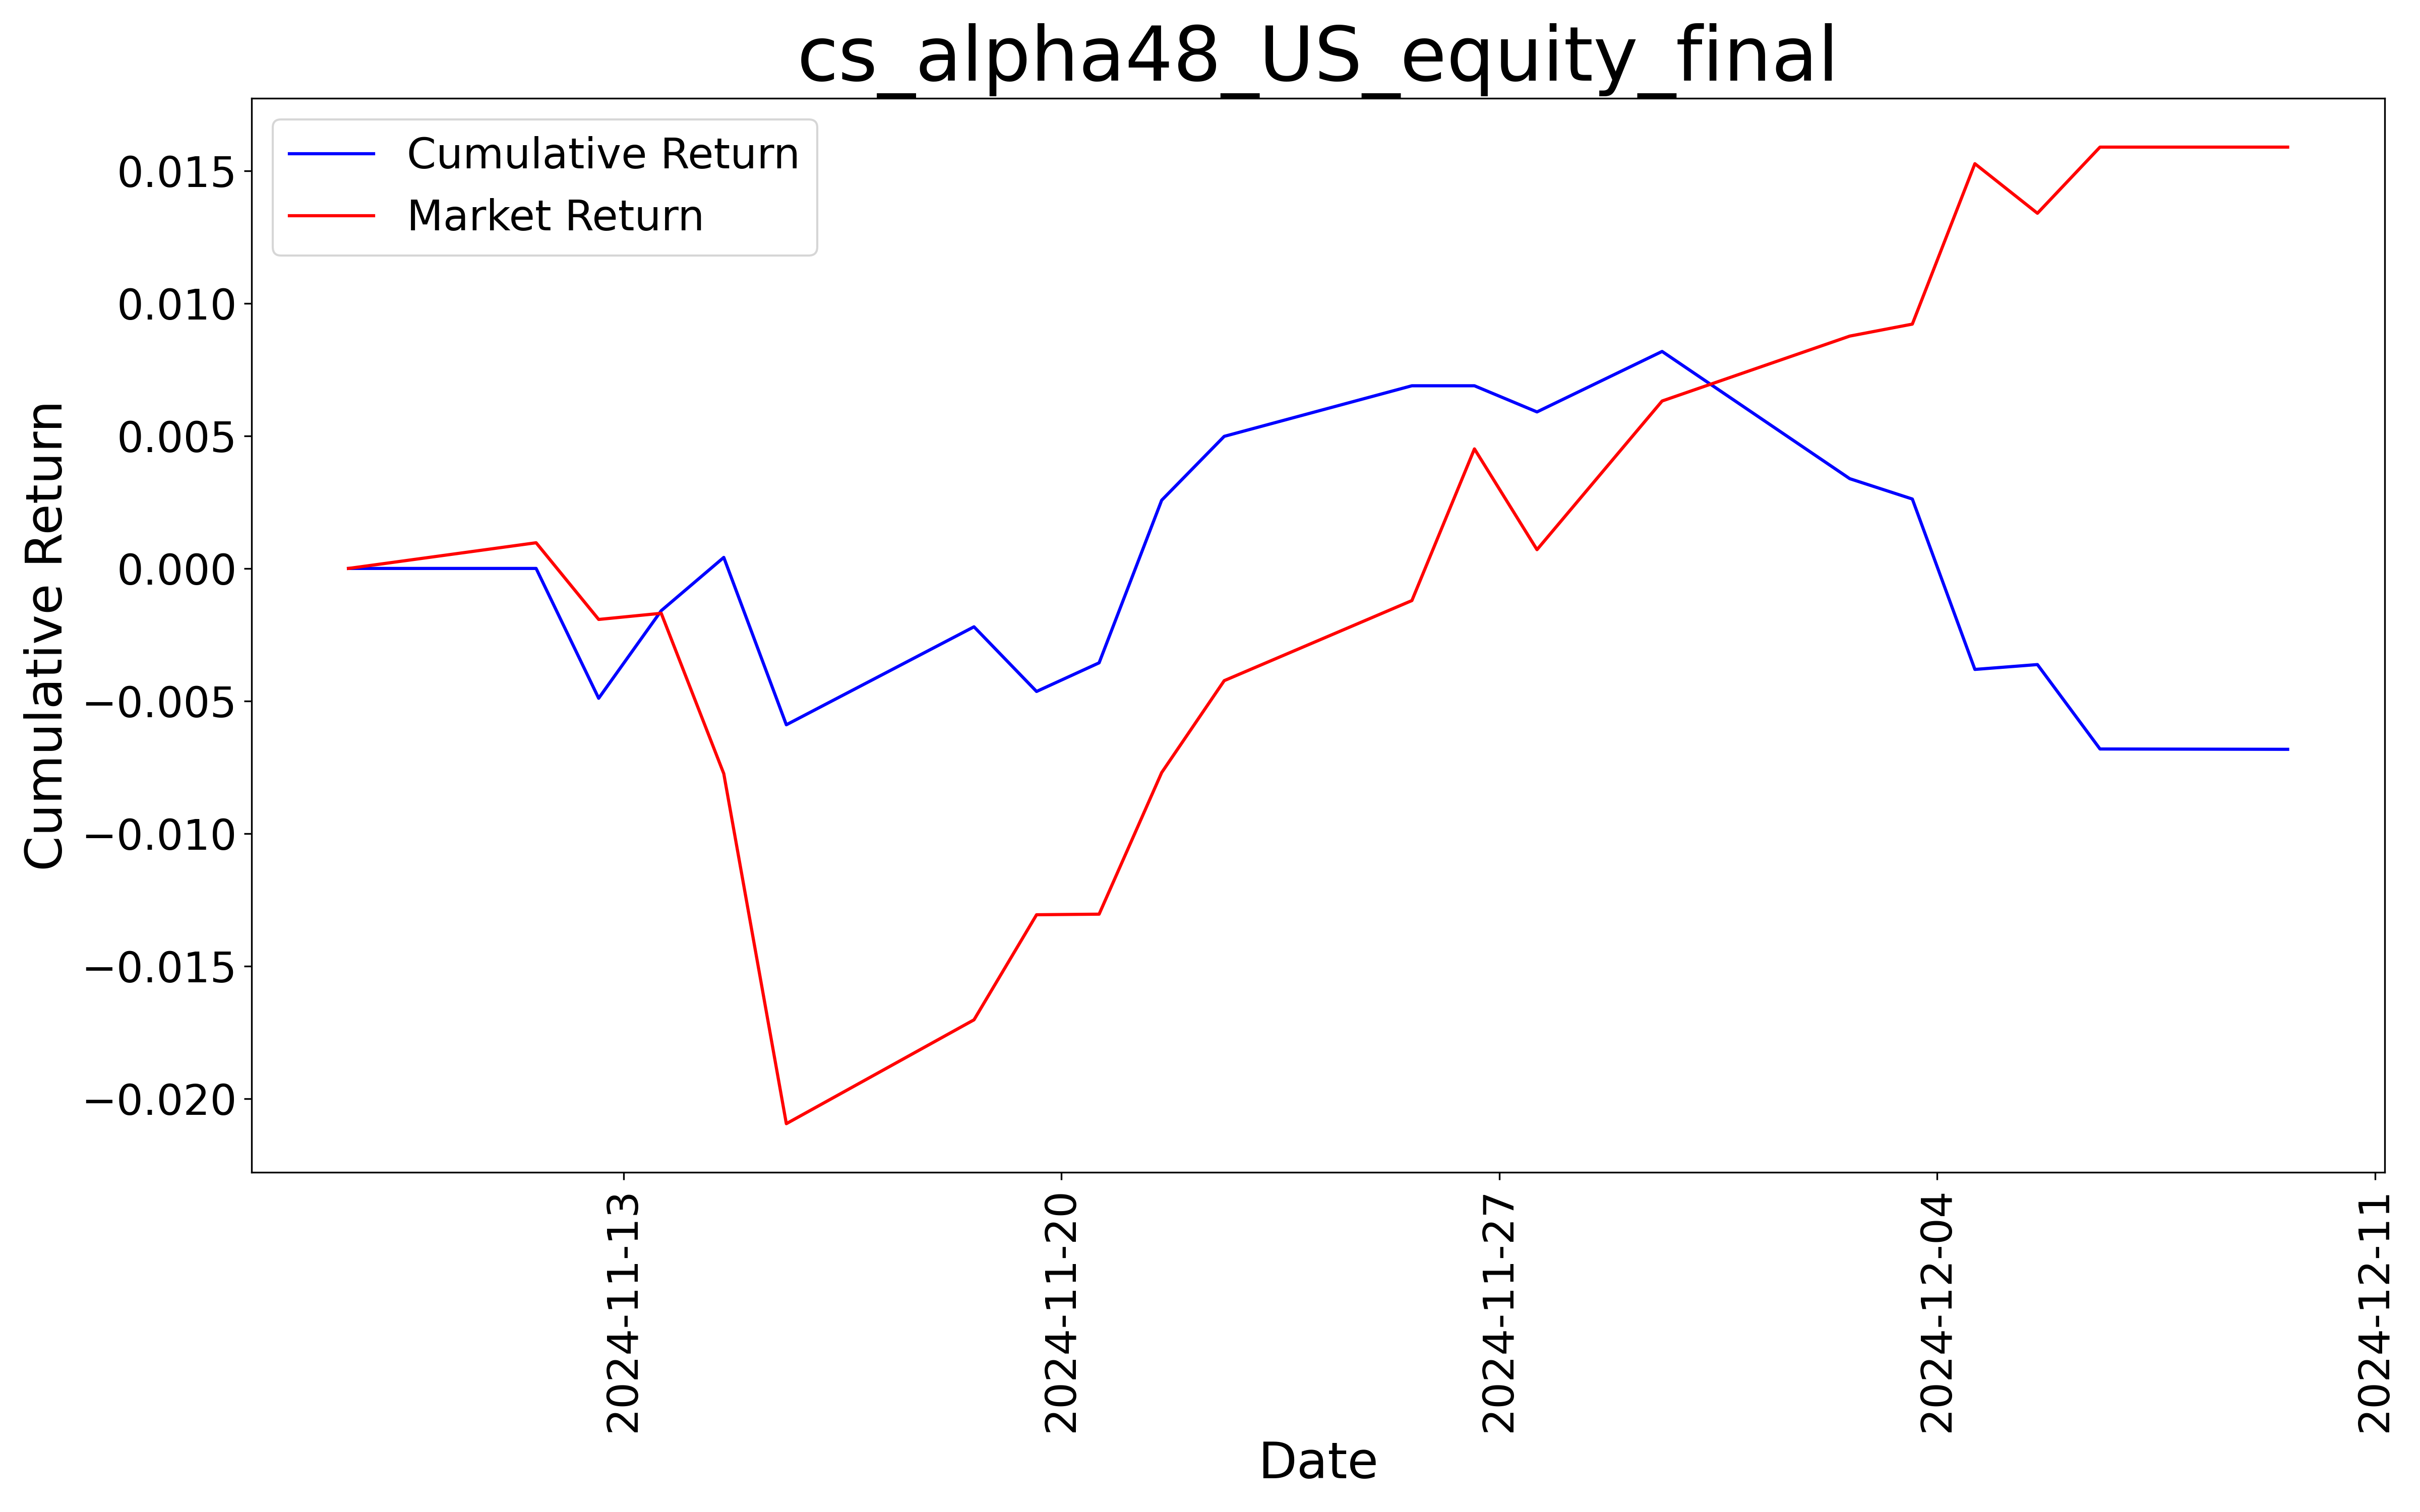 cs_alpha48_US_equity_final
Cumulative Return
Market Return
0.015
0.010
0.005
0.000
−0.005
−0.010
−0.015
−0.020
Cumulative Return
2024-11-13
2024-11-20
2024-11-27
2024-12-04
2024-12-11
Date